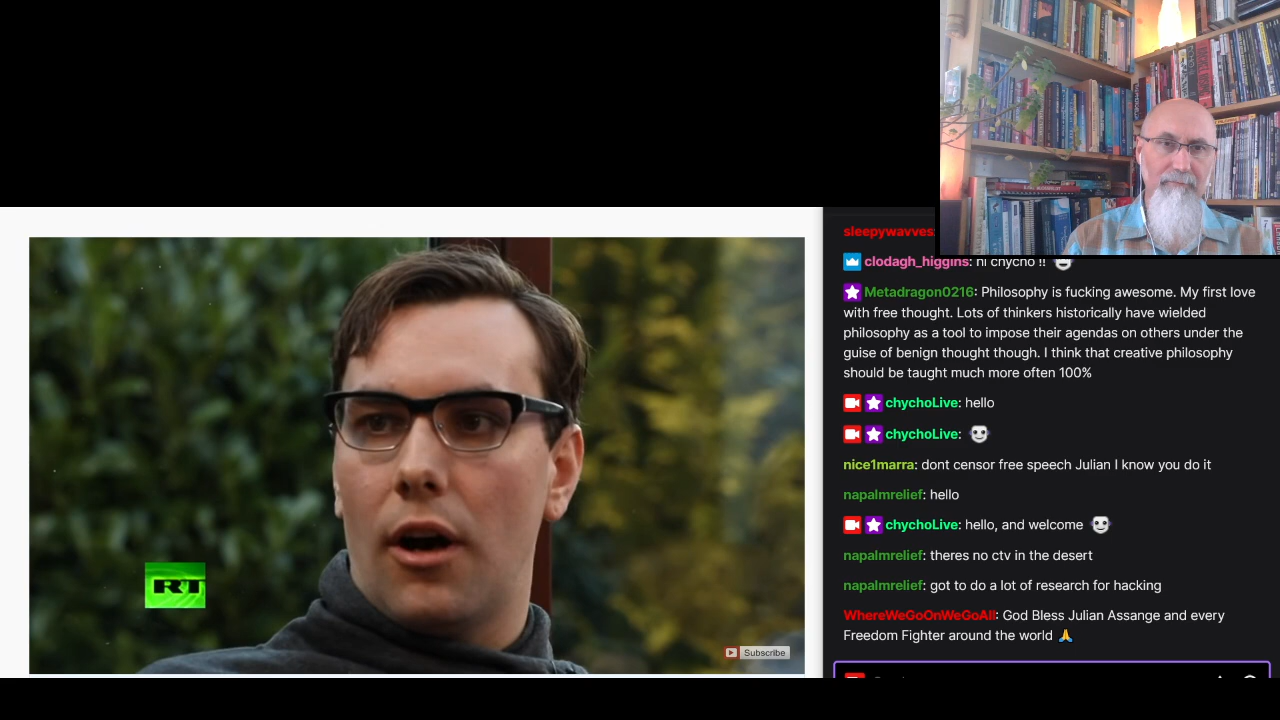 sleepywavves:
clodagh_higgins: hi chycho !!
Metadragon0216: Philosophy is fucking awesome. My first love
with free thought. Lots of thinkers historically have wielded
philosophy as a tool to impose their agendas on others under the
guise of benign thought though. I think that creative philosophy
should be taught much more often 100%
chychoLive: hello
chychoLive:
nice1marra: dont censor free speech Julian I know you do it
napalmrelief: hello
chychoLive: hello, and welcome
napalmrelief: theres no ctv in the desert
napalmrelief: got to do a lot of research for hacking
WhereWeGoOnWeGoAll: God Bless Julian Assange and every
Freedom Fighter around the world 🙏
RT
Subscribe